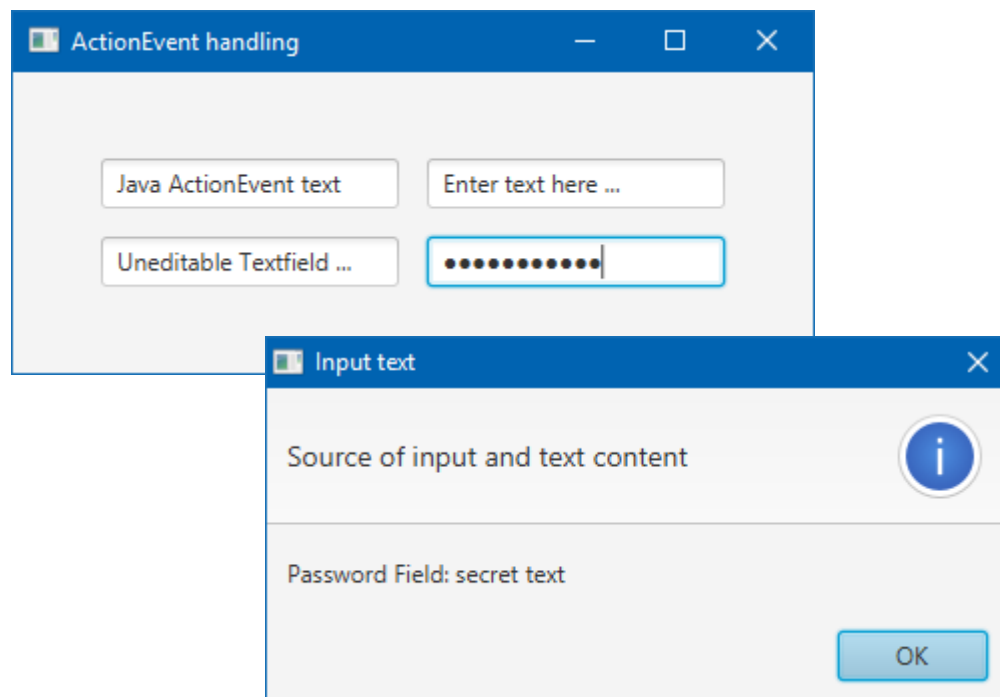 ActionEvent handling
Java ActionEvent text
Enter text here ...
Uneditable Textfield ...
●●●●●●●●●●●
Input text
Source of input and text content
i
Password Field: secret text
OK